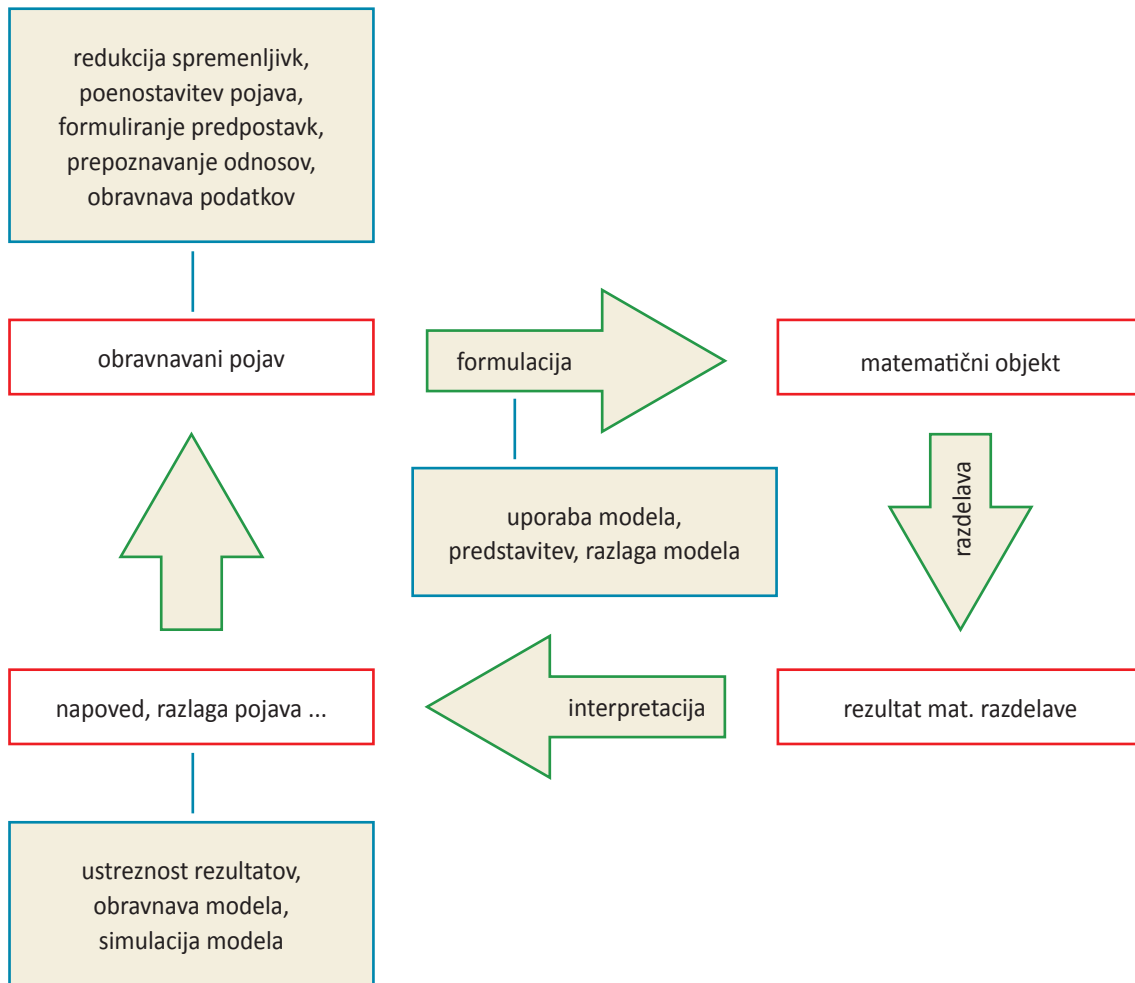 redukcija spremenljivk,
poenostavitev pojava,
formuliranje predpostavk,
prepoznavanje odnosov,
obravnava podatkov
obravnavani pojav
formulacija
matematični objekt
uporaba modela,
predstavitev, razlaga modela
razdelava
napoved, razlaga pojava ...
interpretacija
rezultat mat. razdelave
ustreznost rezultatov,
obravnava modela,
simulacija modela